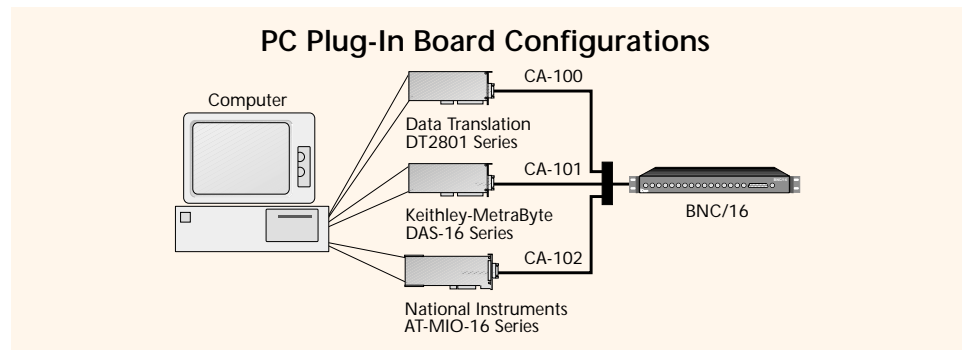 PC Plug-In Board Configurations
CA-100
Computer
Data Translation
DT2801 Series
CA-101
Keithley-MetraByte
DAS-16 Series
BNC/16
CA-102
National Instruments
AT-MIO-16 Series